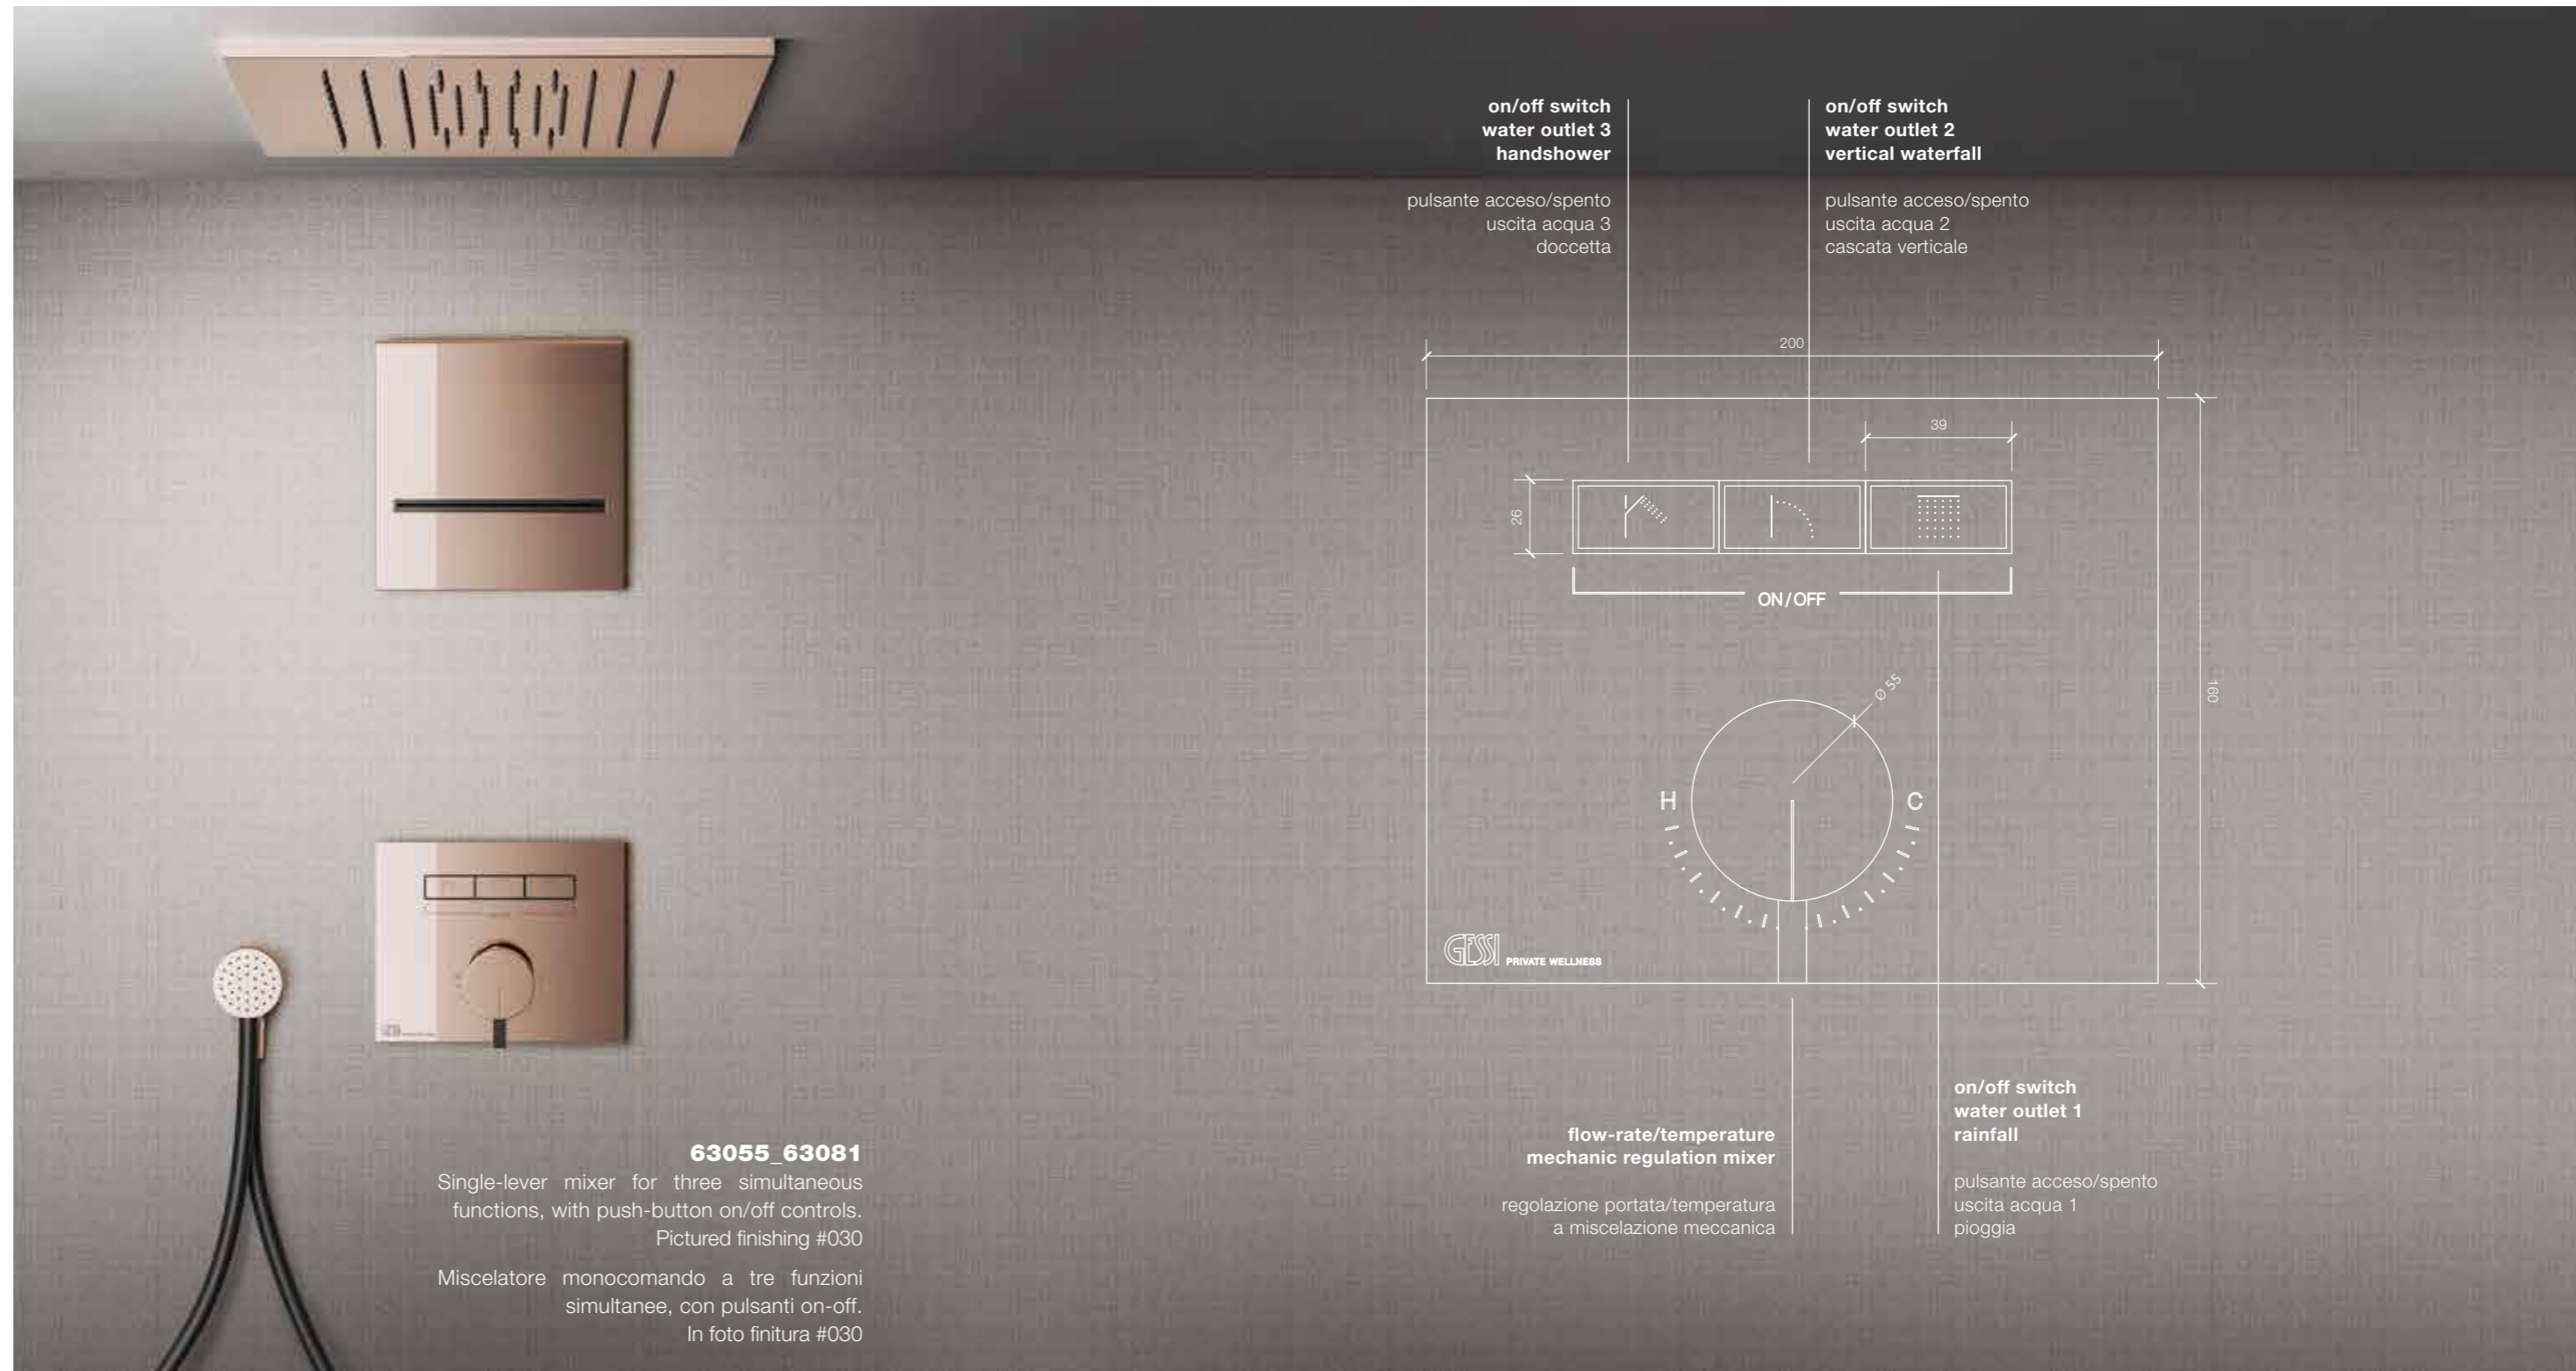 on/off switch
water outlet 3
handshower
pulsante acceso/spento
uscita acqua 3
doccetta
on/off switch
water outlet 2
vertical waterfall
pulsante acceso/spento
uscita acqua 2
cascata verticale
200
39
26
ON/OFF
160
Ø 55
H
C
GESSI PRIVATE WELLNESS
63055_63081
Single-lever mixer for three simultaneous
functions, with push-button on/off controls.
Pictured finishing #030
Miscelatore monocomando a tre funzioni
simultanee, con pulsanti on-off.
In foto finitura #030
flow-rate/temperature
mechanic regulation mixer
regolazione portata/temperatura
a miscelazione meccanica
on/off switch
water outlet 1
rainfall
pulsante acceso/spento
uscita acqua 1
pioggia